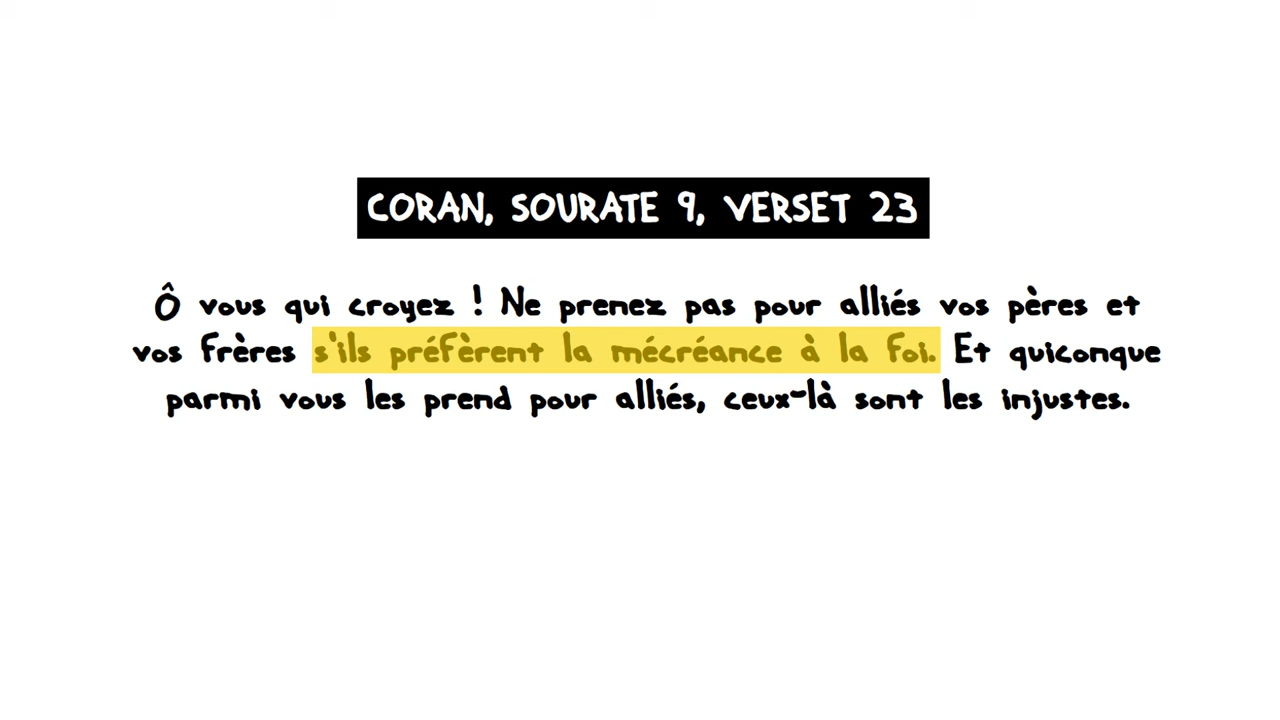 CORAN, SOURATE 9, VERSET 23
Ô vous qui croyez ! Ne prenez pas pour alliés vos pères et
vos frères s'ils préfèrent la mécréance à la foi. Et quiconque
parmi vous les prend pour alliés, ceux-là sont les injustes.